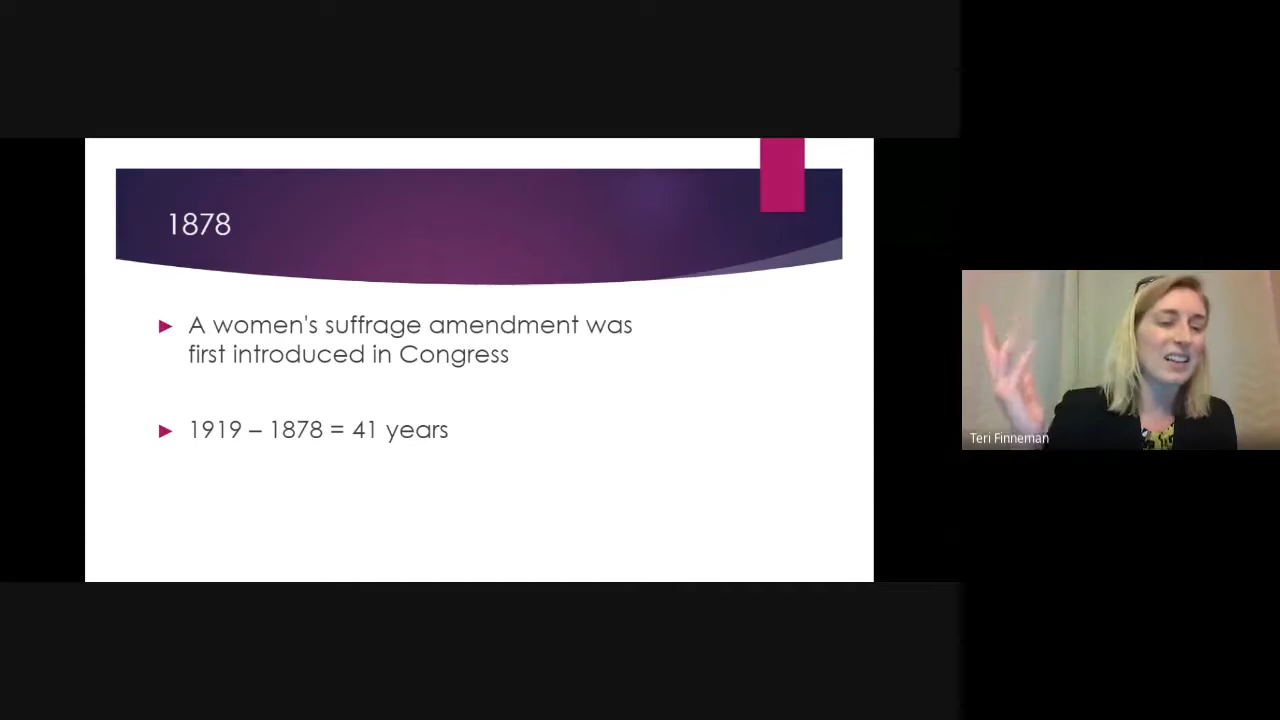 1878
A women's suffrage amendment was
first introduced in Congress
1919 – 1878 = 41 years
Teri Finneman